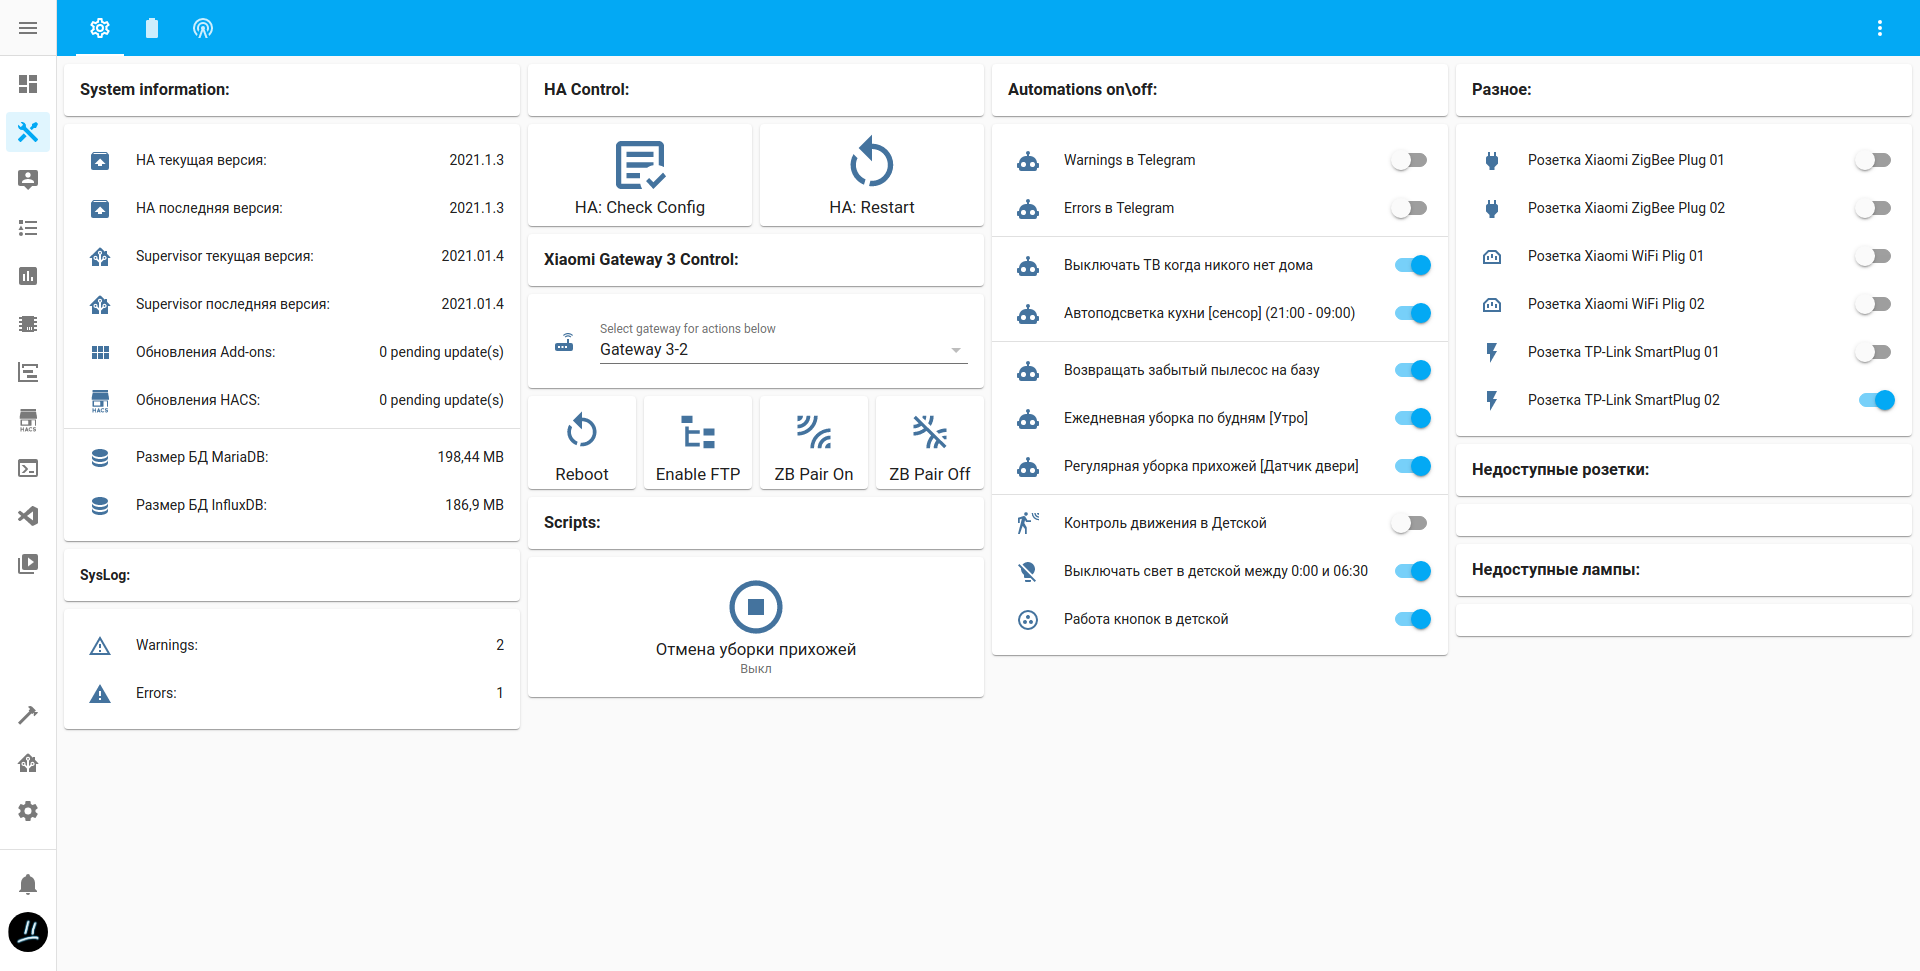 System information:
НА текущая версия:
2021.1.3
НА последняя версия:
2021.1.3
Supervisor текущая версия:
2021.01.4
Supervisor последняя версия:
2021.01.4
Обновления Add-ons:
0 pending update(s)
HACS
Обновления HACS:
0 pending update(s)
Размер БД MariaDB:
198,44 MB
Размер БД InfluxDB:
186,9 MB
SysLog:
Warnings:
2
Errors:
1
HA Control:
HA: Check Config
HA: Restart
Xiaomi Gateway 3 Control:
Select gateway for actions below
Gateway 3-2
Reboot
Enable FTP
ZB Pair On
ZB Pair Off
Scripts:
Отмена уборки прихожей
Выкл
Automations on\off:
Warnings в Telegram
Errors в Telegram
Выключать ТВ когда никого нет дома
Автоподсветка кухни [сенсор] (21:00 - 09:00)
Возвращать забытый пылесос на базу
Ежедневная уборка по будням [Утро]
Регулярная уборка прихожей [Датчик двери]
Контроль движения в Детской
Выключать свет в детской между 0:00 и 06:30
Работа кнопок в детской
Разное:
Розетка Xiaomi ZigBee Plug 01
Розетка Xiaomi ZigBee Plug 02
Розетка Xiaomi WiFi Plig 01
Розетка Xiaomi WiFi Plig 02
Розетка TP-Link SmartPlug 01
Розетка TP-Link SmartPlug 02
Недоступные розетки:
Недоступные лампы:
HACS